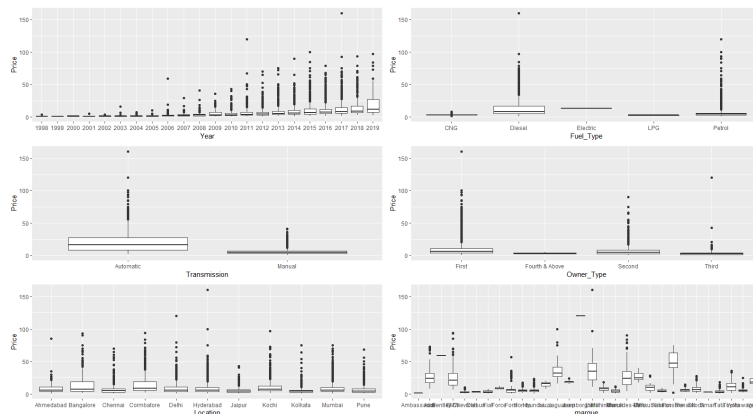 150
100
50
0
Price
1998 1999 2000 2001 2002 2003 2004 2005 2006 2007 2008 2009 2010 2011 2012 2013 2014 2015 2016 2017 2018 2019
Year
150
100
50
0
Price
CNG Diesel Electric LPG Petrol
Fuel_Type
150
100
50
0
Price
Automatic Manual
Transmission
150
100
50
0
Price
First Fourth & Above Second Third
Owner_Type
150
100
50
0
Price
Ahmedabad Bangalore Chennai Coimbatore Delhi Hyderabad Jaipur Kochi Kolkata Mumbai Pune
Location
150
100
50
0
Price
marque